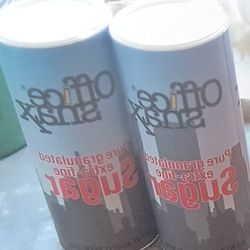 office
snax
Pure granulated
extra-fine
Sugar
office
snax
Pure granulated
extra-fine
Sugar